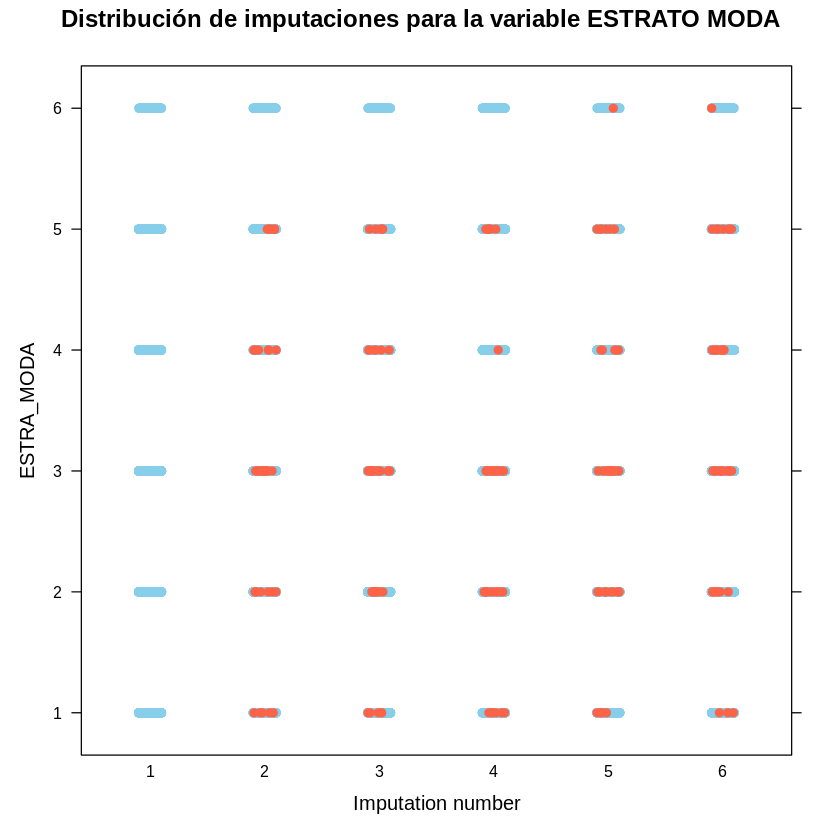 Distribución de imputaciones para la variable ESTRATO MODA
6
5
4
3
2
1
ESTRA_MODA
1 2 3 4 5 6
Imputation number